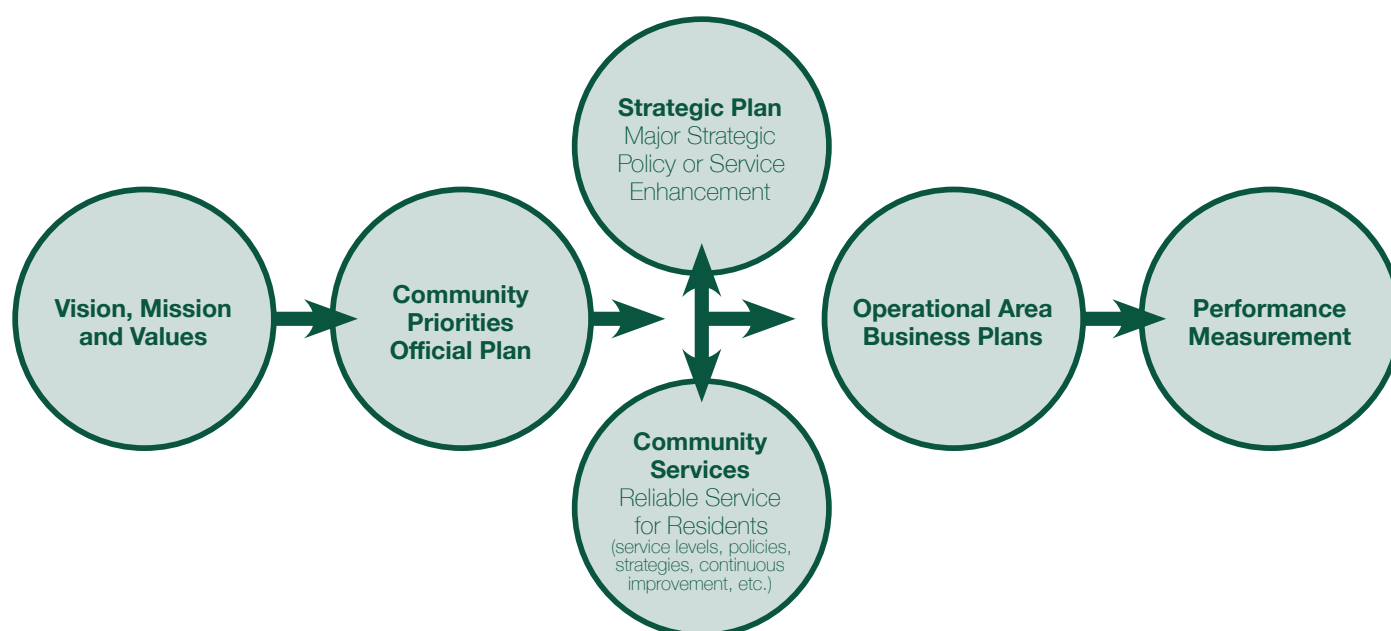 Vision, Mission
and Values
Community
Priorities
Official Plan
Strategic Plan
Major Strategic
Policy or Service
Enhancement
Community
Services
Reliable Service
for Residents
(service levels, policies,
strategies, continuous
improvement, etc.)
Operational Area
Business Plans
Performance
Measurement